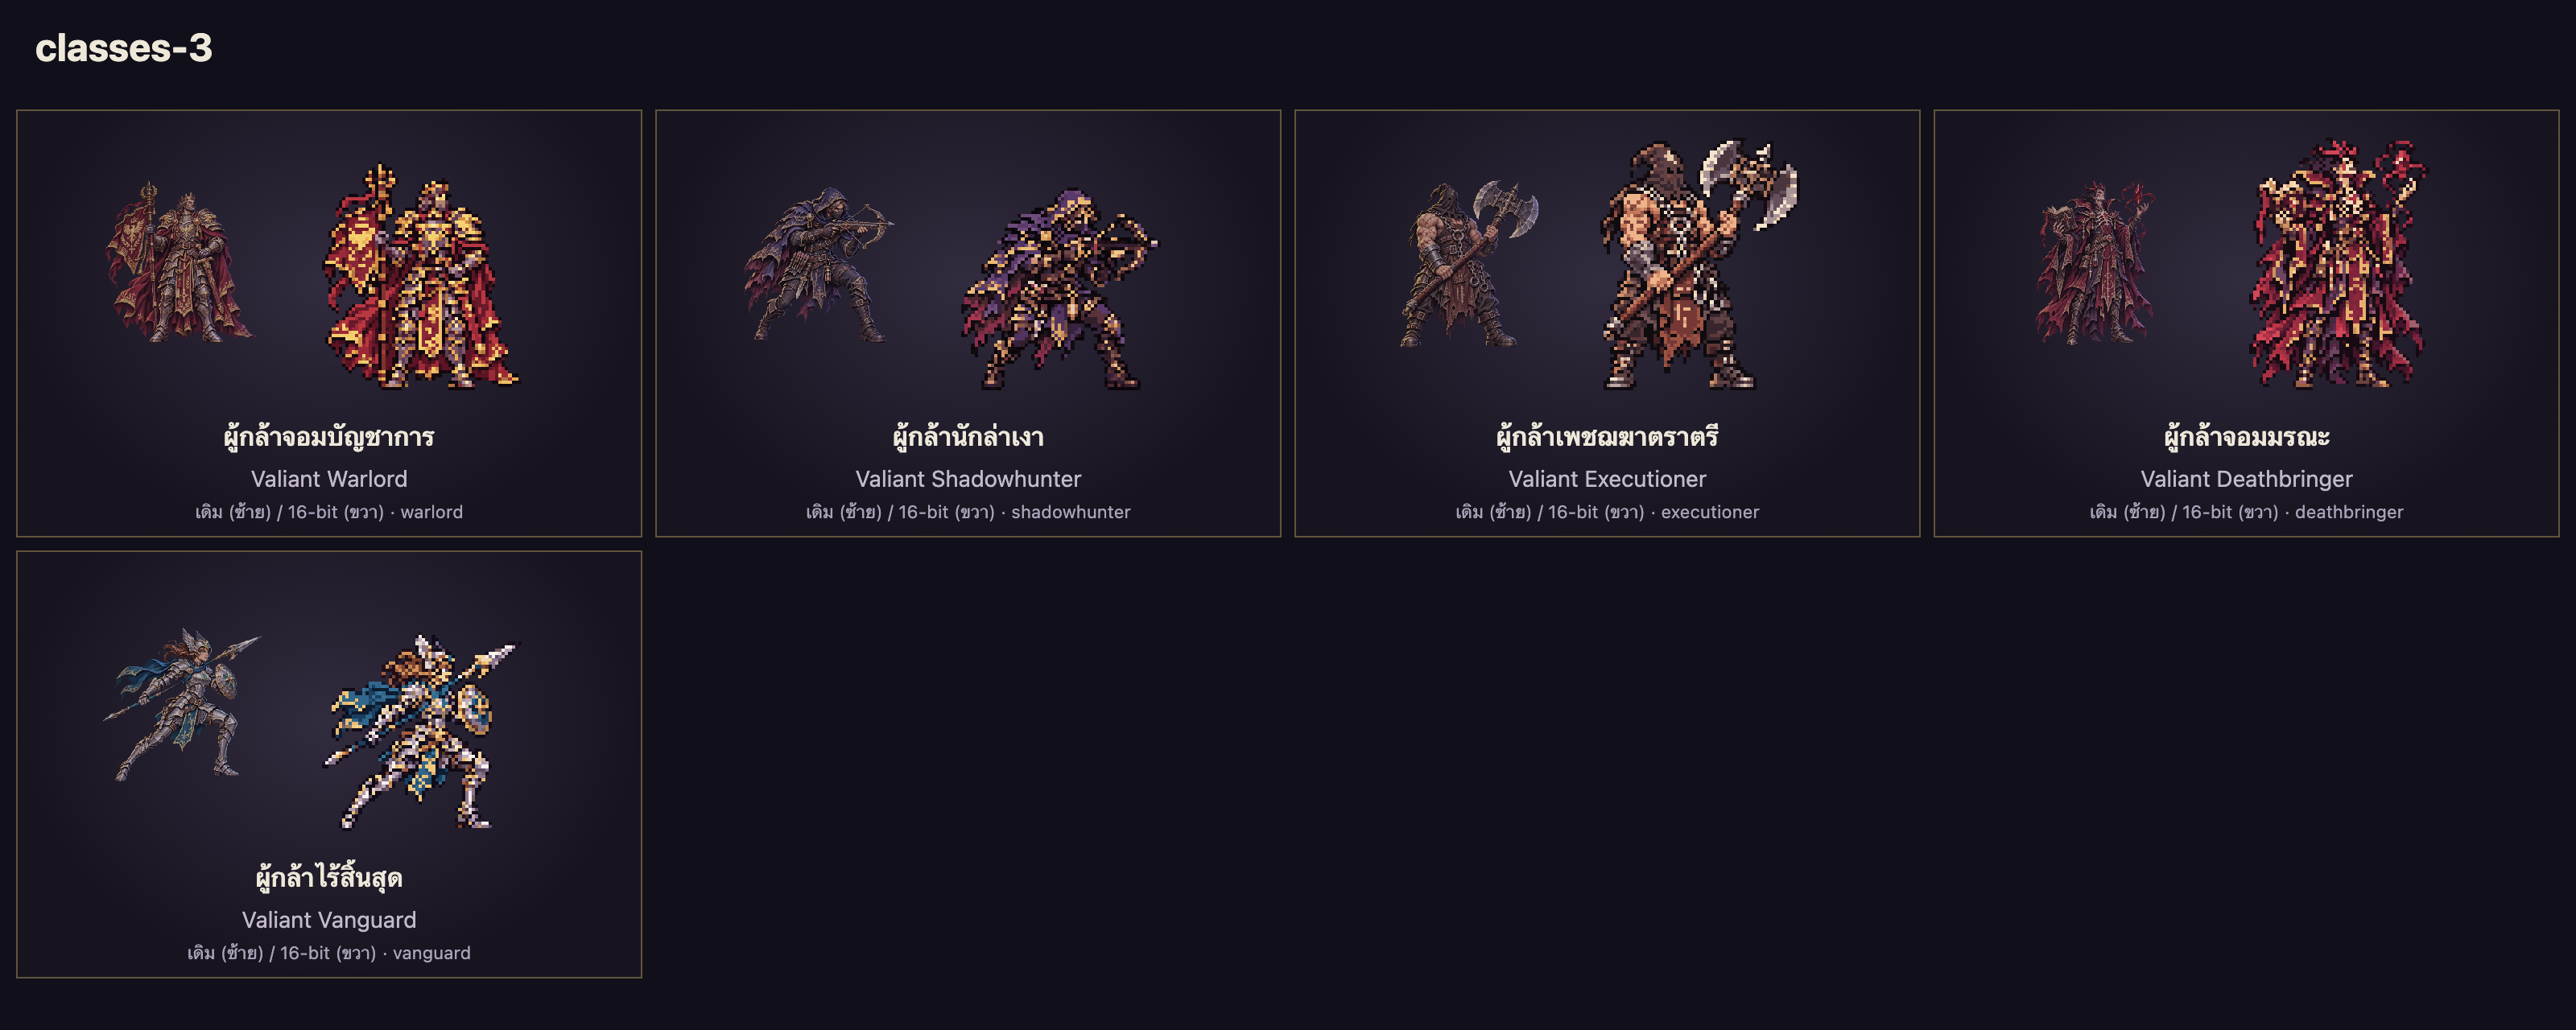 classes-3
ผู้กล้าจอมบัญชาการ
Valiant Warlord
เดิม (ซ้าย) / 16-bit (ขวา) · warlord
ผู้กล้านักล่าเงา
Valiant Shadowhunter
เดิม (ซ้าย) / 16-bit (ขวา) · shadowhunter
ผู้กล้าเพชฌฆาตราตรี
Valiant Executioner
เดิม (ซ้าย) / 16-bit (ขวา) · executioner
ผู้กล้าจอมมรณะ
Valiant Deathbringer
เดิม (ซ้าย) / 16-bit (ขวา) · deathbringer
ผู้กล้าไร้สิ้นสุด
Valiant Vanguard
เดิม (ซ้าย) / 16-bit (ขวา) · vanguard